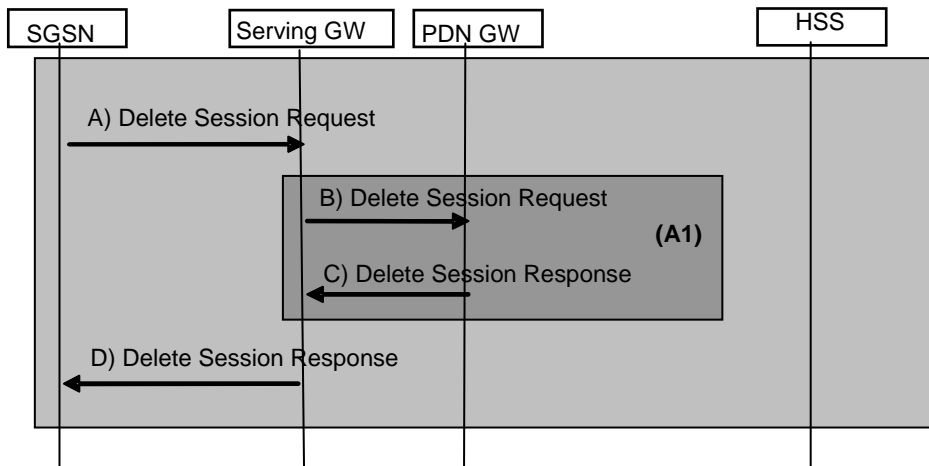 SGSN
Serving GW
PDN GW
HSS
A) Delete Session Request
B) Delete Session Request
(A1)
C) Delete Session Response
D) Delete Session Response